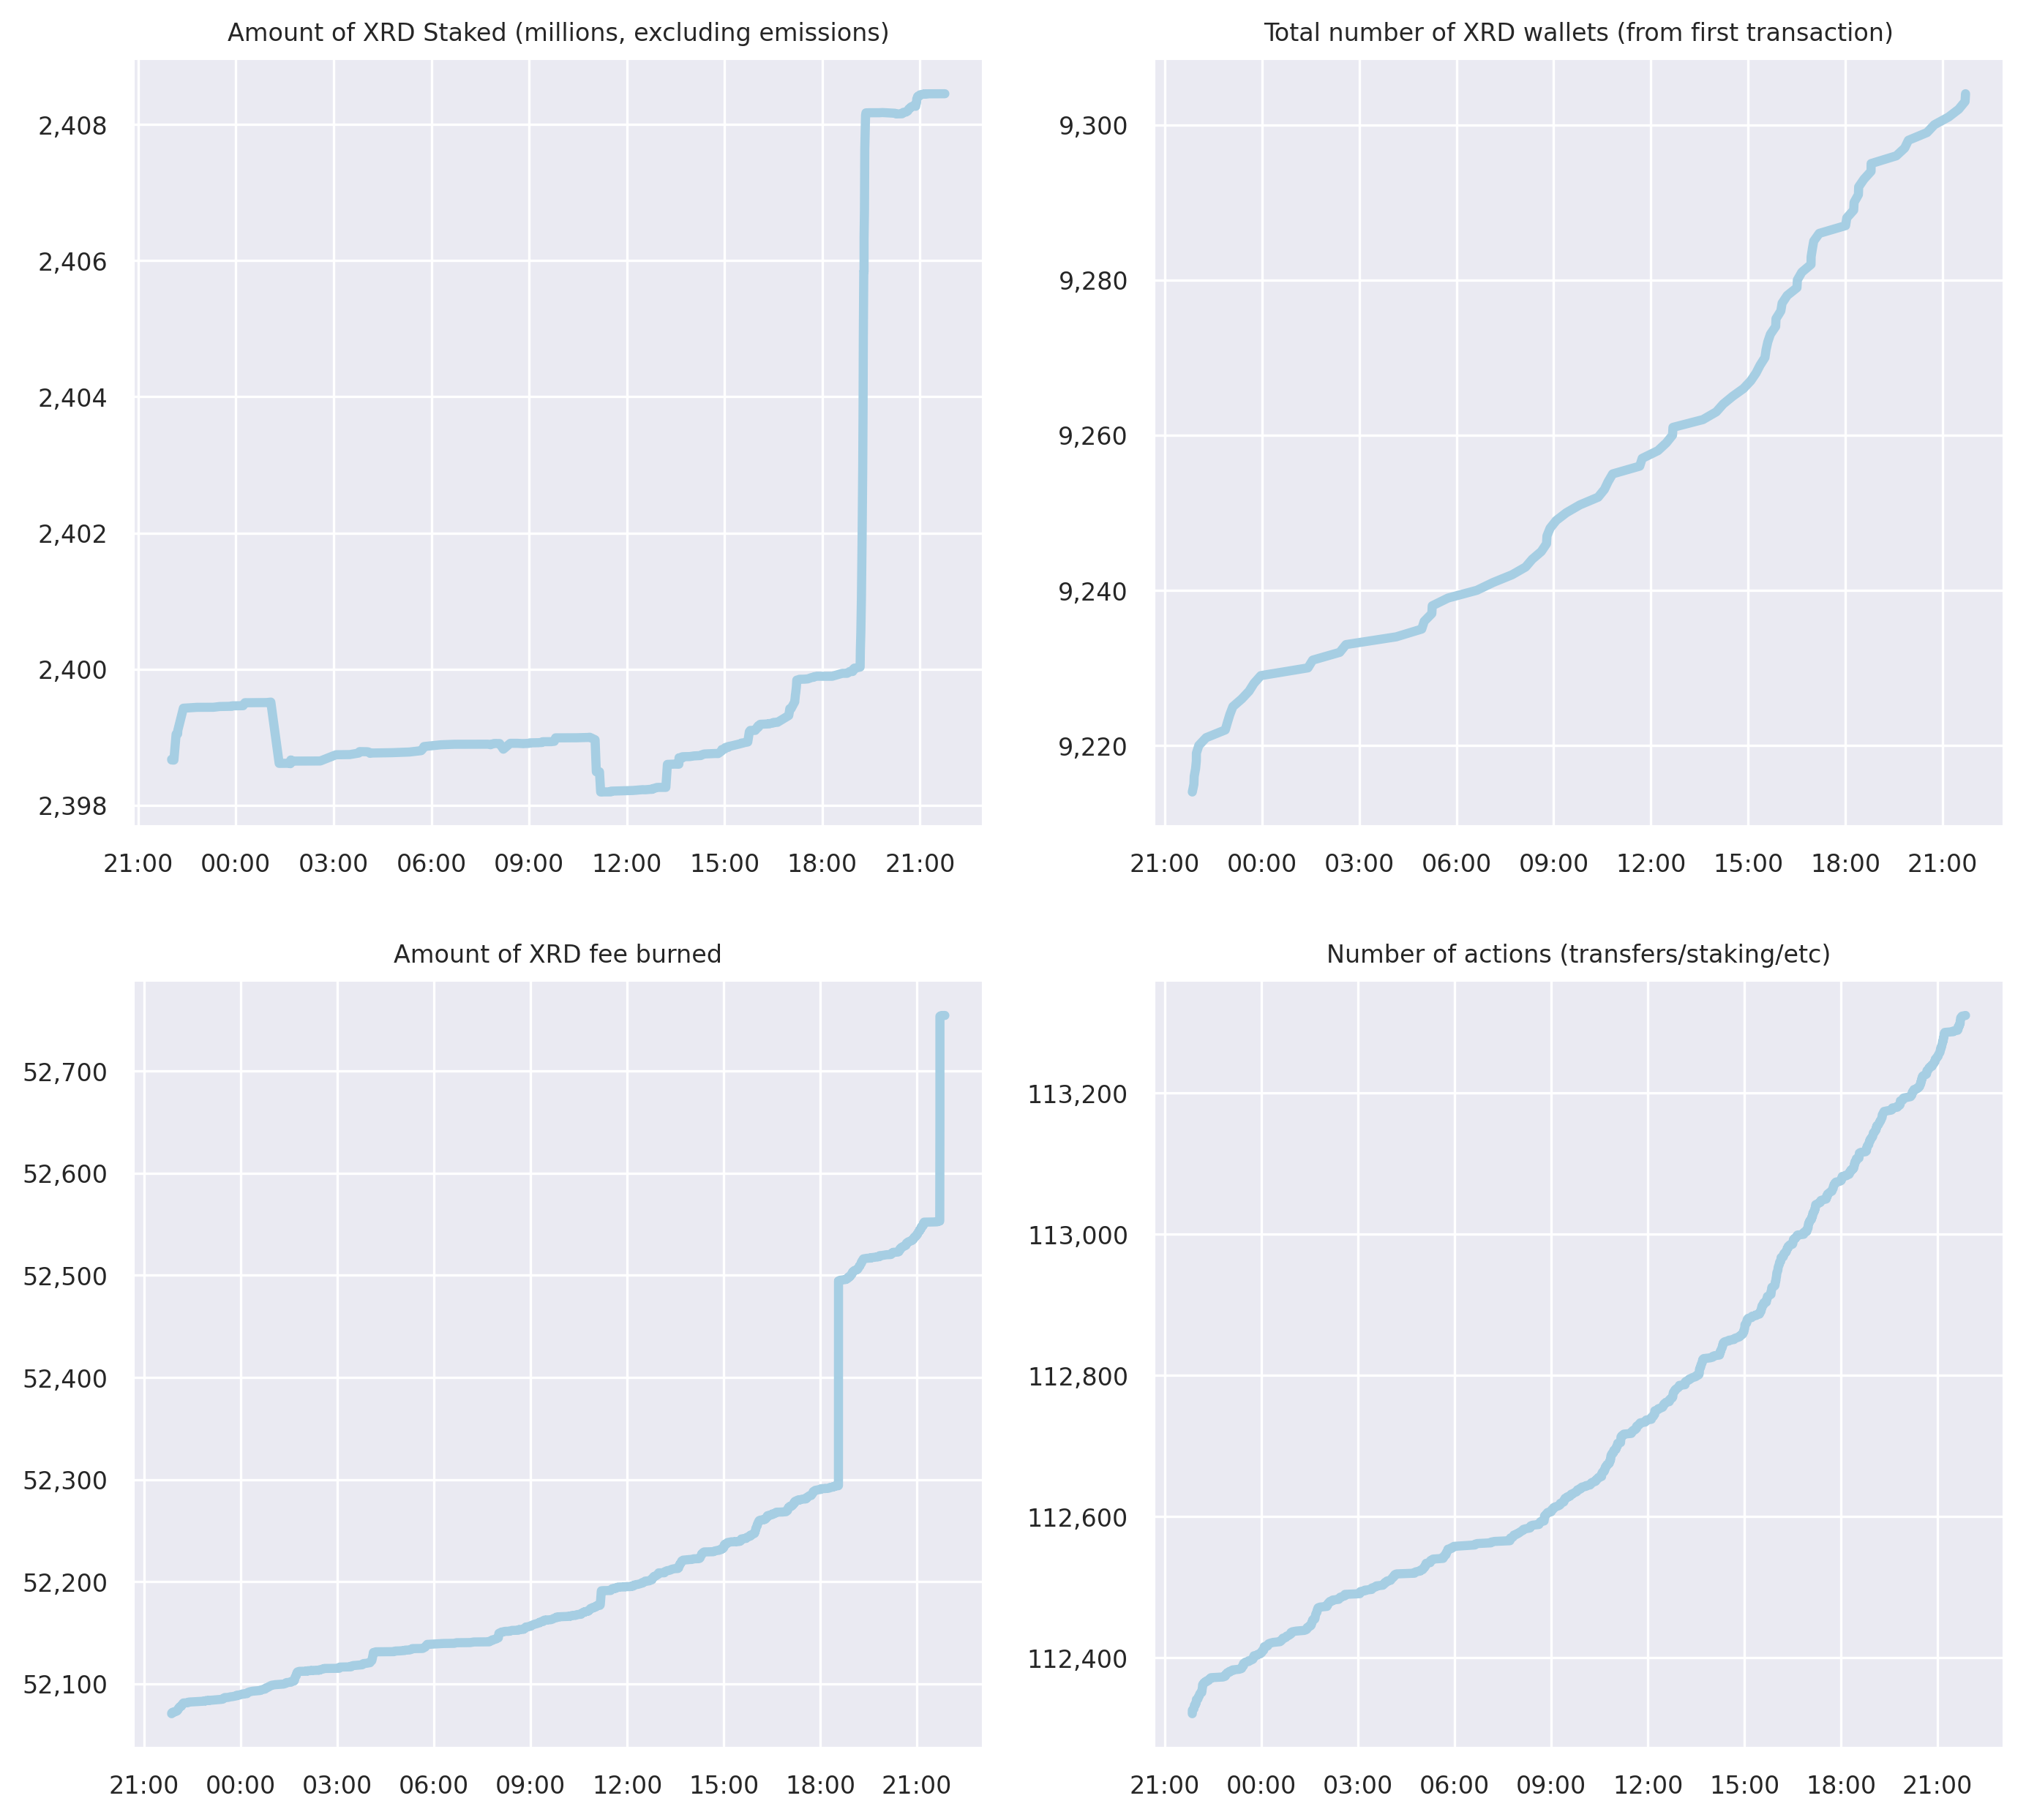 Amount of XRD Staked (millions, excluding emissions)
2,408
2,406
2,404
2,402
2,400
2,398
21:00 00:00 03:00 06:00 09:00 12:00 15:00 18:00 21:00
Total number of XRD wallets (from first transaction)
9,300
9,280
9,260
9,240
9,220
21:00 00:00 03:00 06:00 09:00 12:00 15:00 18:00 21:00
Amount of XRD fee burned
52,700
52,600
52,500
52,400
52,300
52,200
52,100
21:00 00:00 03:00 06:00 09:00 12:00 15:00 18:00 21:00
Number of actions (transfers/staking/etc)
113,200
113,000
112,800
112,600
112,400
21:00 00:00 03:00 06:00 09:00 12:00 15:00 18:00 21:00